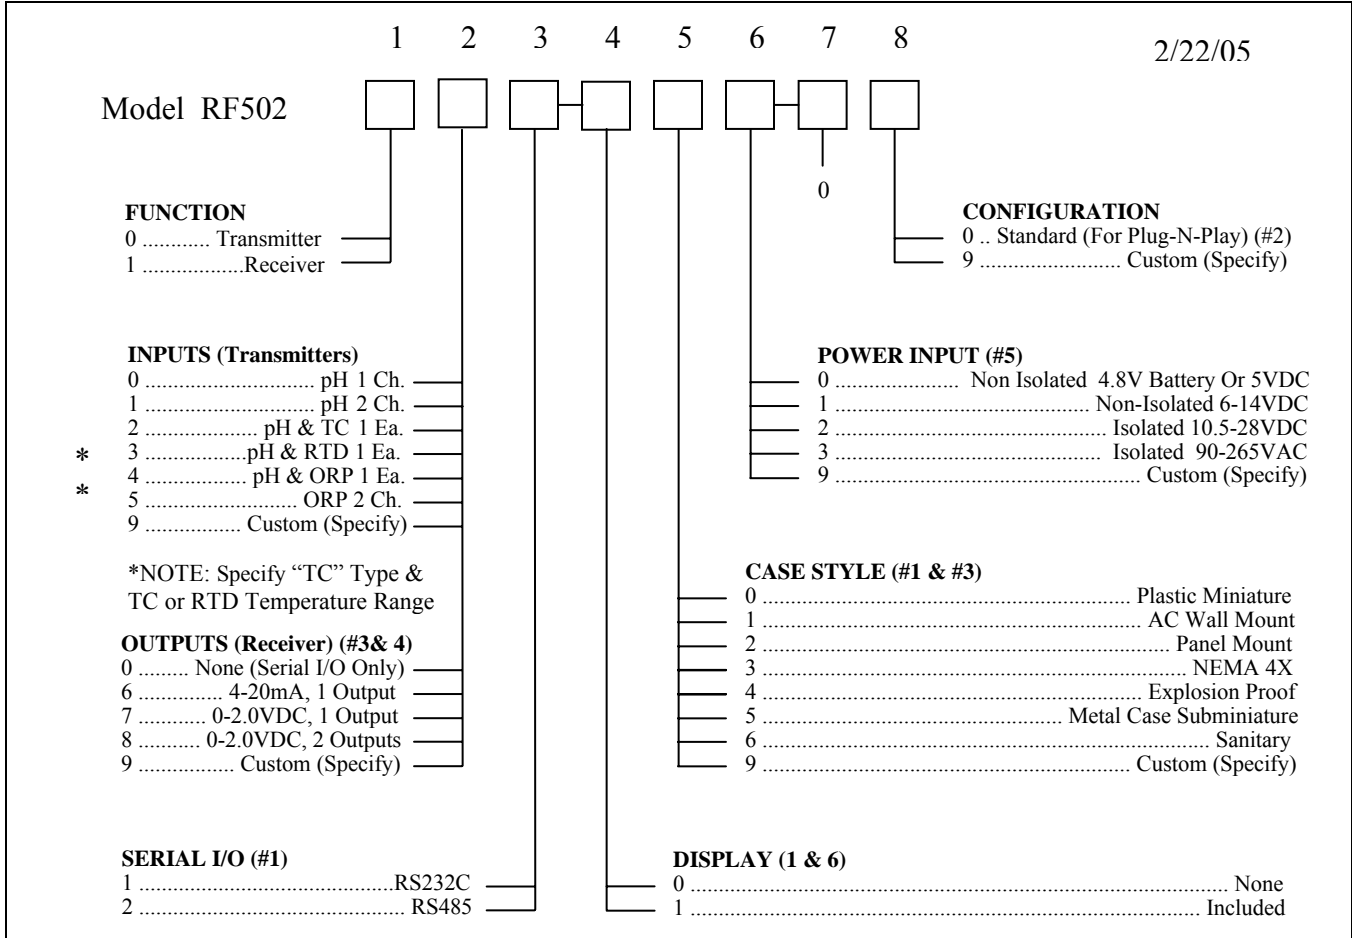 1 2 3 4 5 6 7 8
2/22/05
Model RF502
0
FUNCTION
0 ............ Transmitter
1 ..................Receiver
CONFIGURATION
0 .. Standard (For Plug-N-Play) (#2)
9 ........................ Custom (Specify)
INPUTS (Transmitters)
0 ............................. pH 1 Ch.
1 ............................. pH 2 Ch.
2 ................... pH & TC 1 Ea.
* 3 .................pH & RTD 1 Ea.
4 ................. pH & ORP 1 Ea.
* 5 .......................... ORP 2 Ch.
9 ................. Custom (Specify)
*NOTE: Specify “TC” Type &
TC or RTD Temperature Range
POWER INPUT (#5)
0 ..................... Non Isolated 4.8V Battery Or 5VDC
1 ........................................... Non-Isolated 6-14VDC
2 ............................................. Isolated 10.5-28VDC
3 ............................................ Isolated 90-265VAC
9 ................................................... Custom (Specify)
OUTPUTS (Receiver) (#3& 4)
0 ......... None (Serial I/O Only)
6 .............. 4-20mA, 1 Output
7 ............ 0-2.0VDC, 1 Output
8 ........... 0-2.0VDC, 2 Outputs
9 ................. Custom (Specify)
CASE STYLE (#1 & #3)
0 ................................................................ Plastic Miniature
1 .................................................................. AC Wall Mount
2 ....................................................................... Panel Mount
3 .......................................................................... NEMA 4X
4 .................................................................. Explosion Proof
5 .................................................... Metal Case Subminiature
6 .............................................................................. Sanitary
9 ................................................................ Custom (Specify)
SERIAL I/O (#1)
1 ............................................RS232C
2 .............................................. RS485
DISPLAY (1 & 6)
0 ............................................................................................. None
1 ........................................................................................ Included